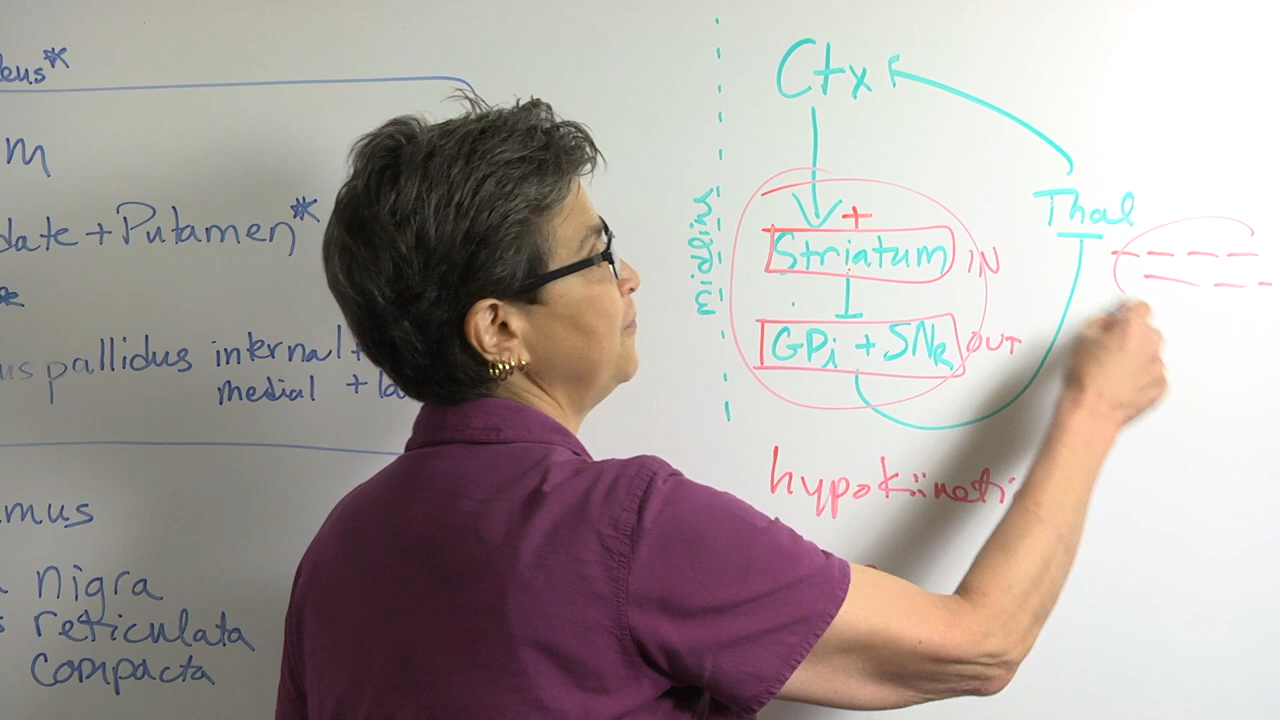 eus*
m
date + Putamen*
us pallidus internal +
medial + la
mus
nigra
reticulata
compacta
midline
Ctx
Thal
+
Striatum IN
GPi + SNR OUT
hypokineti